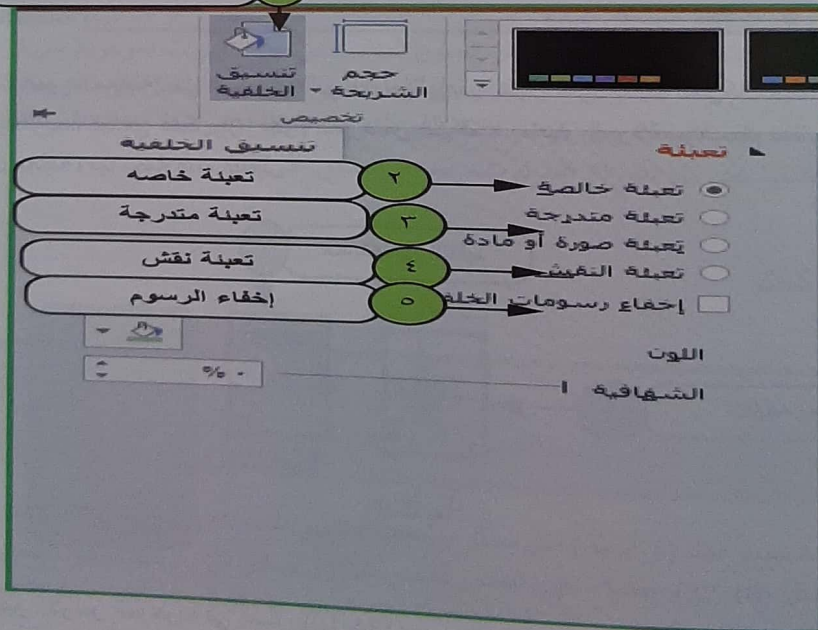 تنسيق الخلفية
حجم الشريحة
تخصيص
تنسيق الخلفية
تعبئة
تعبئة خاصه
٢
تعبئة خالصة
تعبئة متدرجة
٣
تعبئة متدرجة
تعبئة صورة أو مادة
تعبئة نقش
٤
تعبئة النقش
إخفاء الرسوم
٥
إخفاء رسومات
اللون
الشفافية
٠ %